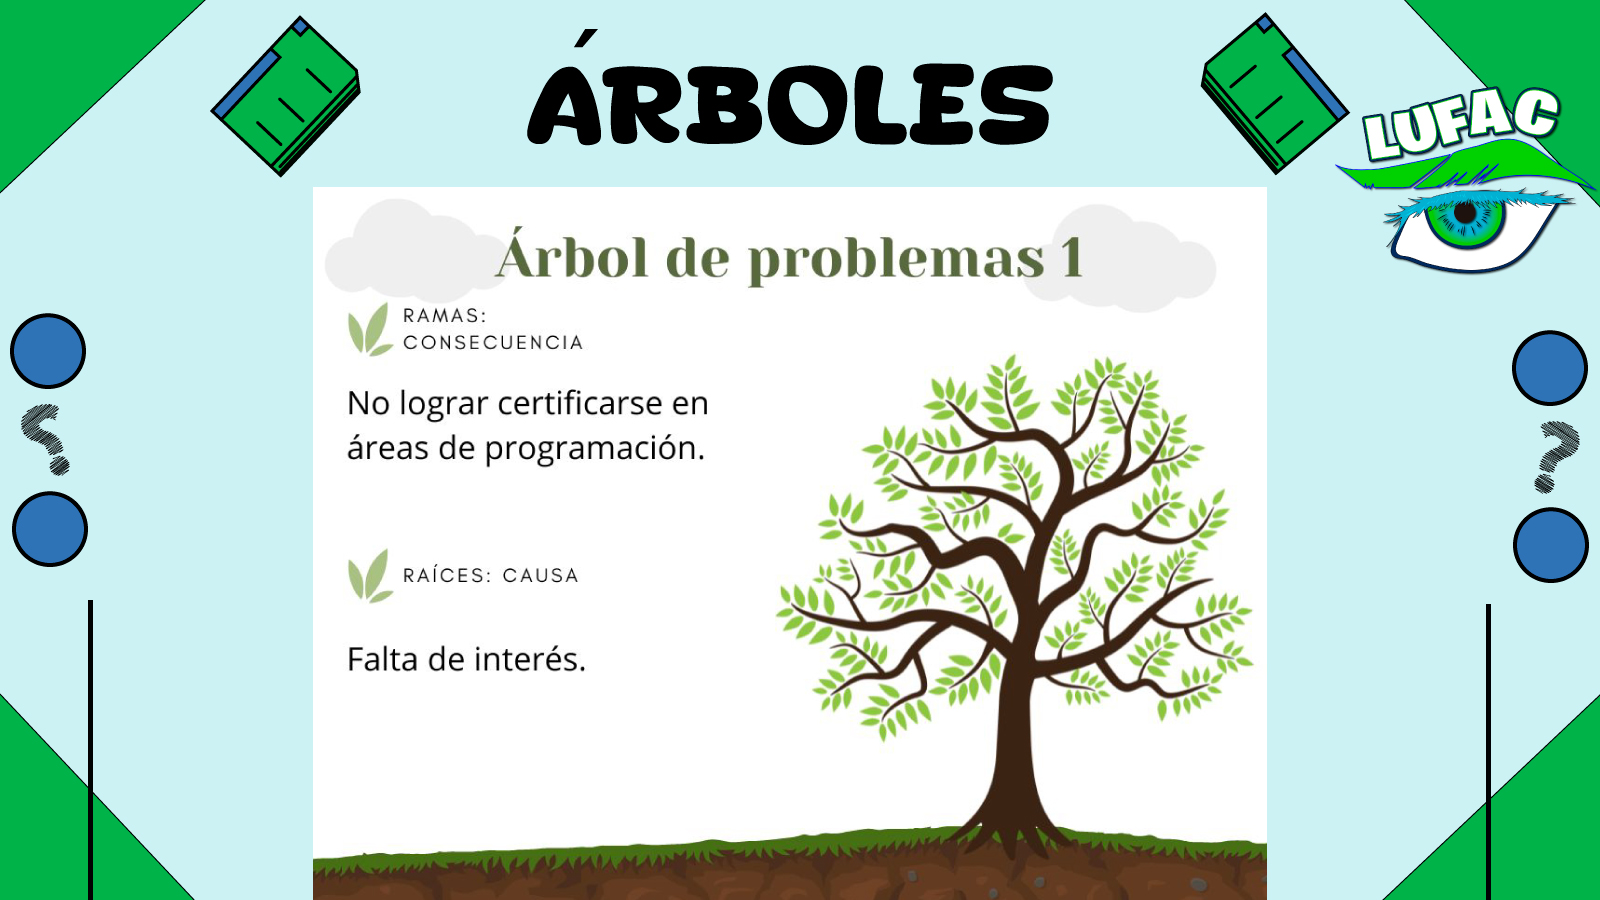 ÁRBOLES
LUFAC
Árbol de problemas 1
RAMAS:
CONSECUENCIA
No lograr certificarse en
áreas de programación.
RAÍCES: CAUSA
Falta de interés.
?
?